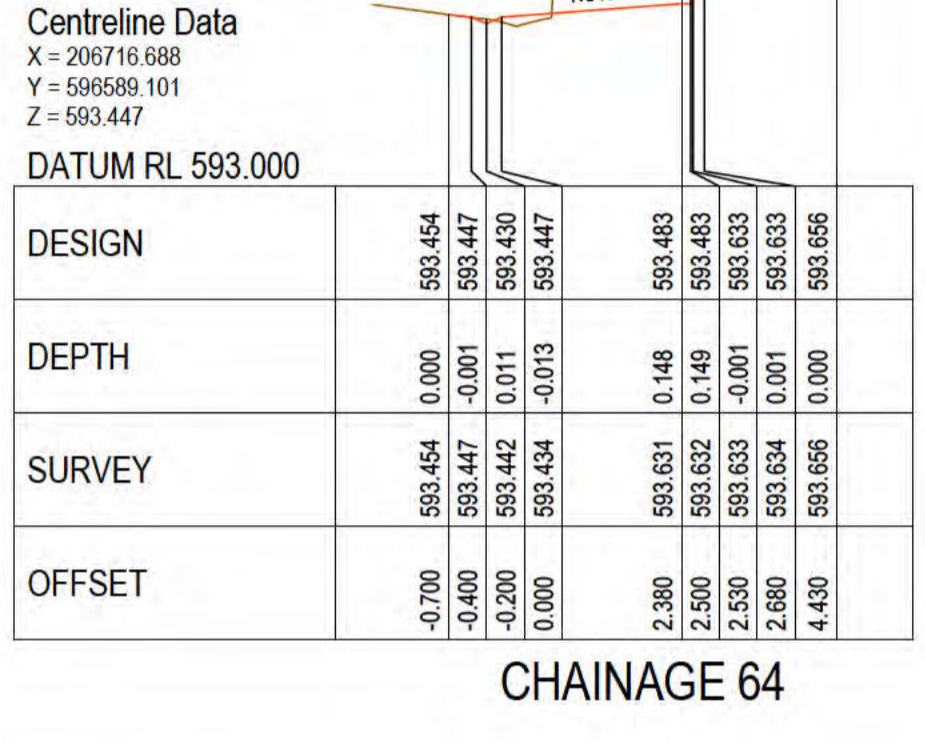 Centreline Data
X = 206716.688
Y = 596589.101
Z = 593.447
DATUM RL 593.000
DESIGN 593.454 593.447 593.430 593.447 593.483 593.483 593.633 593.633 593.656
DEPTH 0.000 -0.001 0.011 -0.013 0.148 0.149 -0.001 0.001 0.000
SURVEY 593.454 593.447 593.442 593.434 593.631 593.632 593.633 593.634 593.656
OFFSET -0.700 -0.400 -0.200 0.000 2.380 2.500 2.530 2.680 4.430
CHAINAGE 64